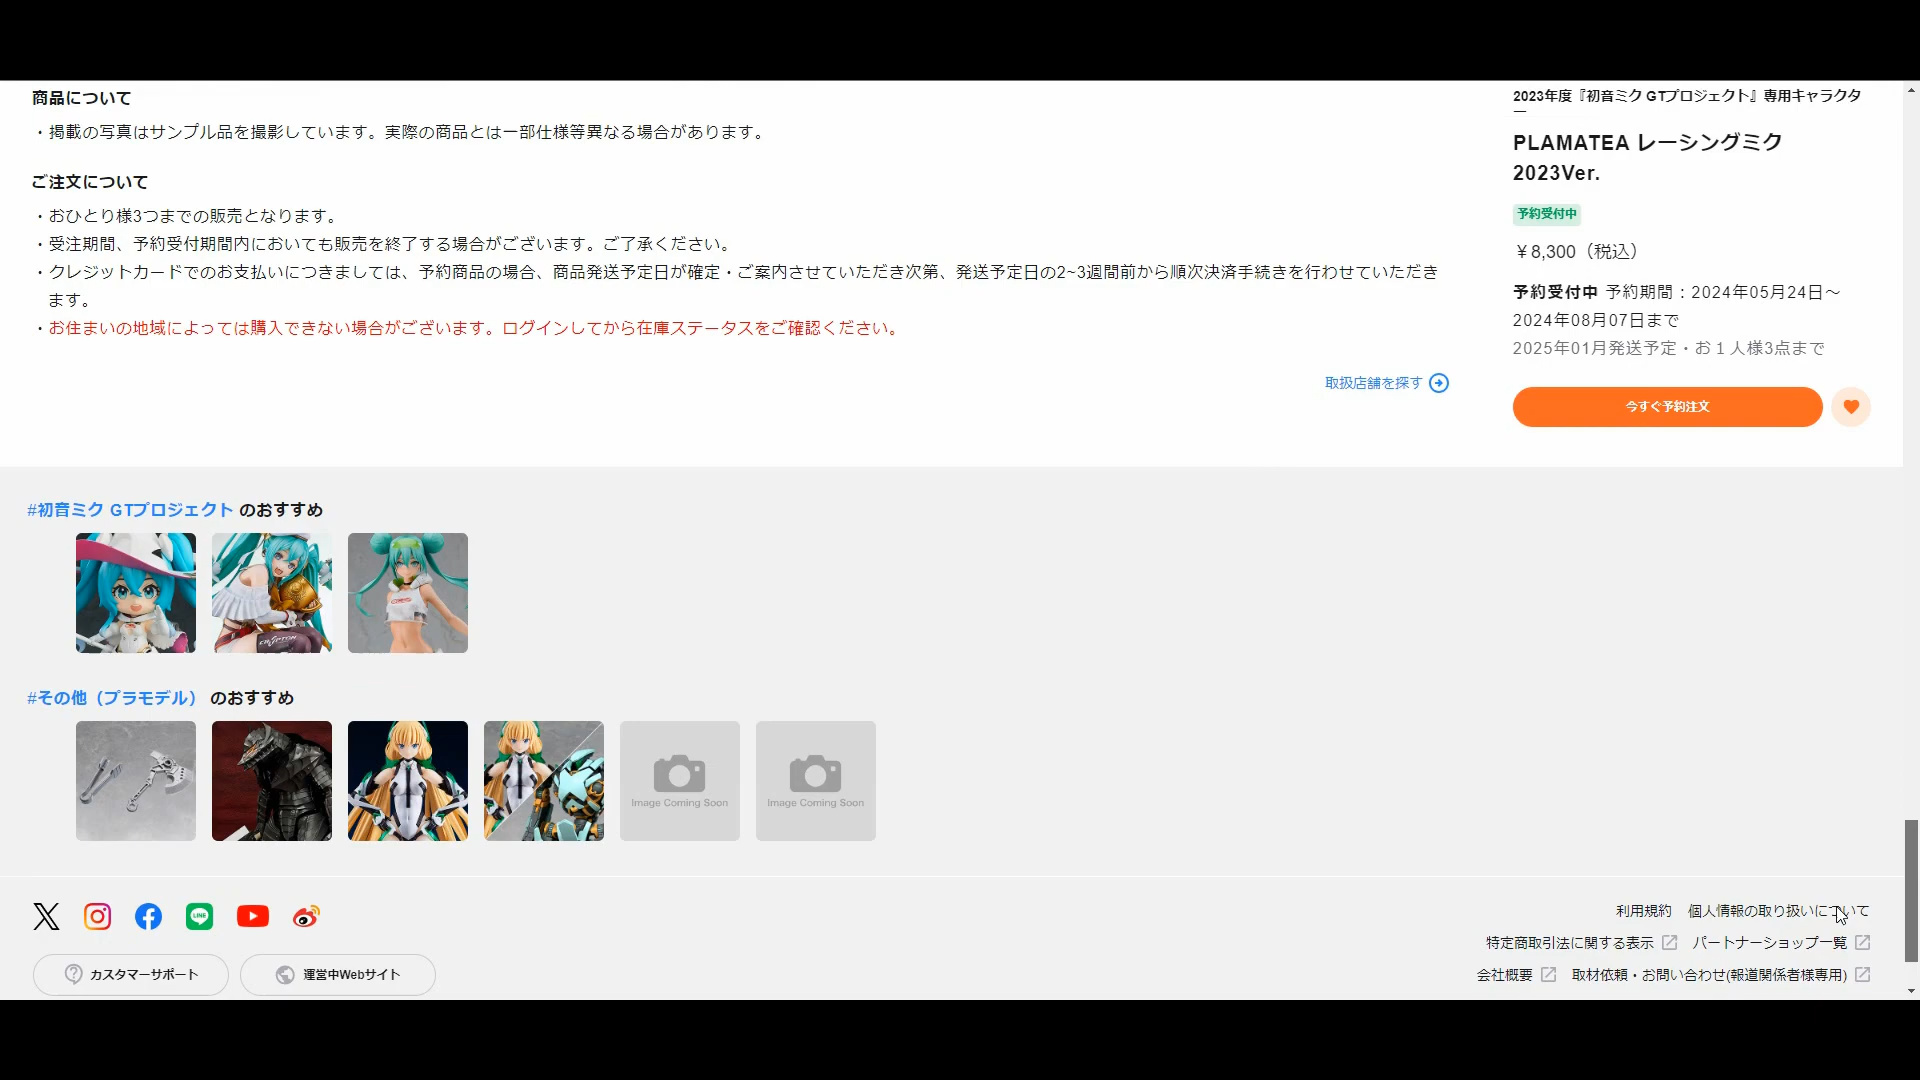 商品について
・掲載の写真はサンプル品を撮影しています。実際の商品とは一部仕様等異なる場合があります。
ご注文について
・おひとり様3つまでの販売となります。
・受注期間、予約受付期間内においても販売を終了する場合がございます。ご了承ください。
・クレジットカードでのお支払いにつきましては、予約商品の場合、商品発送予定日が確定・ご案内させていただき次第、発送予定日の2~3週間前から順次決済手続きを行わせていただき
ます。
・お住まいの地域によっては購入できない場合がございます。ログインしてから在庫ステータスをご確認ください。
取扱店舗を探す
2023年度『初音ミク GTプロジェクト』専用キャラクタ
ー
PLAMATEA レーシングミク
2023Ver.
予約受付中
￥8,300（税込）
予約受付中 予約期間：2024年05月24日～
2024年08月07日まで
2025年01月発送予定・お１人様3点まで
今すぐ予約注文
#初音ミク GTプロジェクト のおすすめ
#その他（プラモデル） のおすすめ
Image Coming Soon
Image Coming Soon
LINE
カスタマーサポート
運営中Webサイト
利用規約 個人情報の取り扱いについて
特定商取引法に関する表示 パートナーショップ一覧
会社概要 取材依頼・お問い合わせ(報道関係者様専用)